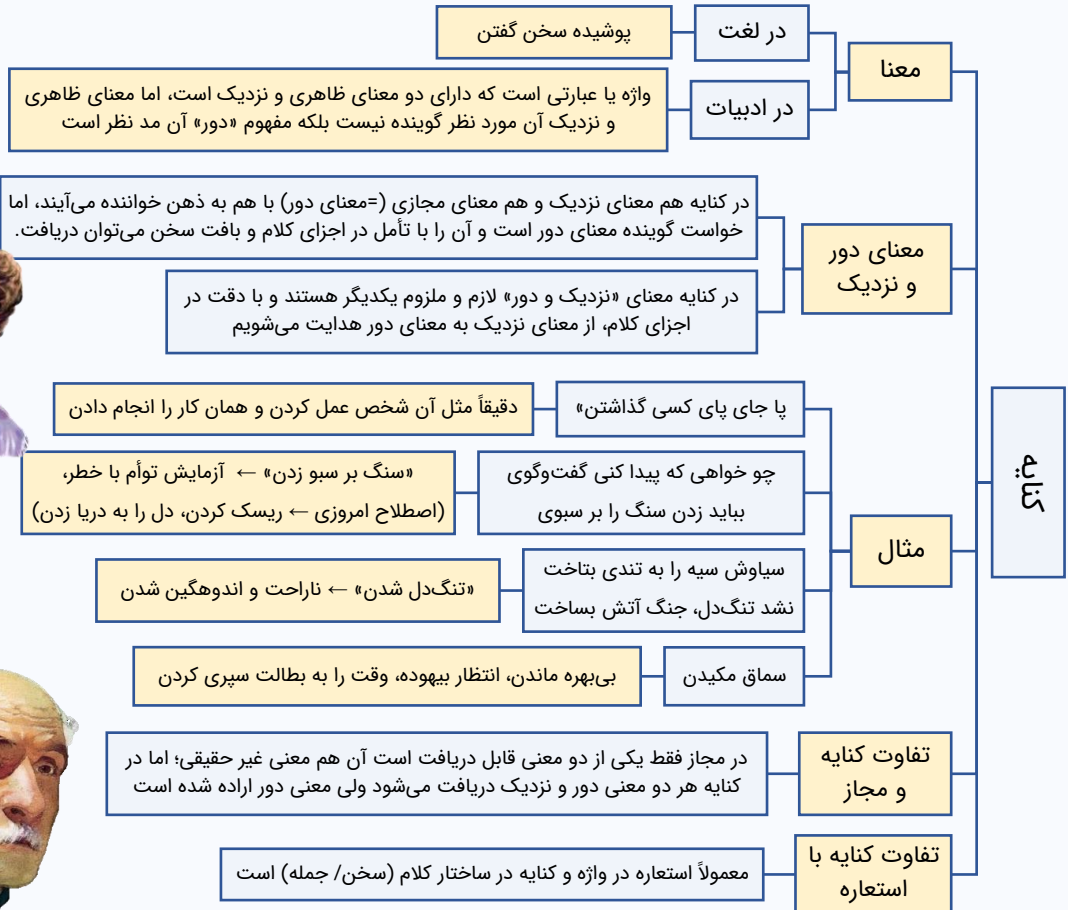 کنایه
معنا
در لغت
پوشیده سخن گفتن
در ادبیات
واژه یا عبارتی است که دارای دو معنای ظاهری و نزدیک است، اما معنای ظاهری
و نزدیک آن مورد نظر گوینده نیست بلکه مفهوم «دور» آن مد نظر است
معنای دور
و نزدیک
در کنایه هم معنای نزدیک و هم معنای مجازی (=معنای دور) با هم به ذهن خواننده می‌آیند، اما
خواست گوینده معنای دور است و آن را با تأمل در اجزای کلام و بافت سخن می‌توان دریافت.
در کنایه معنای «نزدیک و دور» لازم و ملزوم یکدیگر هستند و با دقت در
اجزای کلام، از معنای نزدیک به معنای دور هدایت می‌شویم
مثال
پا جای پای کسی گذاشتن»
دقیقاً مثل آن شخص عمل کردن و همان کار را انجام دادن
چو خواهی که پیدا کنی گفت‌وگوی
بباید زدن سنگ را بر سبوی
«سنگ بر سبو زدن» ← آزمایش توأم با خطر،
(اصطلاح امروزی ← ریسک کردن، دل را به دریا زدن)
سیاوش سیه را به تندی بتاخت
نشد تنگ‌دل، جنگ آتش بساخت
«تنگ‌دل شدن» ← ناراحت و اندوهگین شدن
سماق مکیدن
بی‌بهره ماندن، انتظار بیهوده، وقت را به بطالت سپری کردن
تفاوت کنایه
و مجاز
در مجاز فقط یکی از دو معنی قابل دریافت است آن هم معنی غیر حقیقی؛ اما در
کنایه هر دو معنی دور و نزدیک دریافت می‌شود ولی معنی دور اراده شده است
تفاوت کنایه با
استعاره
معمولاً استعاره در واژه و کنایه در ساختار کلام (سخن/ جمله) است